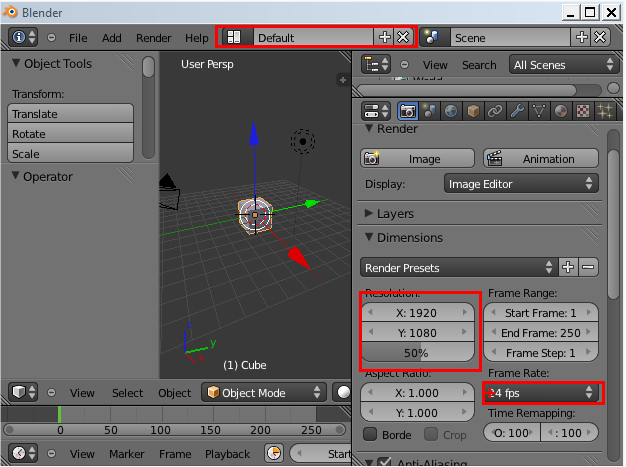 Blender
File Add Render Help Default Scene
Object Tools
Transform:
Translate
Rotate
Scale
Operator
User Persp
(1) Cube
View Search All Scenes
World
Render
Image Animation
Display: Image Editor
Layers
Dimensions
Render Presets
Resolution: Frame Range:
X: 1920 Start Frame: 1
Y: 1080 End Frame: 250
50% Frame Step: 1
Aspect Ratio: Frame Rate:
X: 1.000 24 fps
Y: 1.000 Time Remapping:
Borde Crop O: 100 : 100
Anti-Aliasing
View Select Object Object Mode
0 50 100 150 200 250
View Marker Frame Playback Start